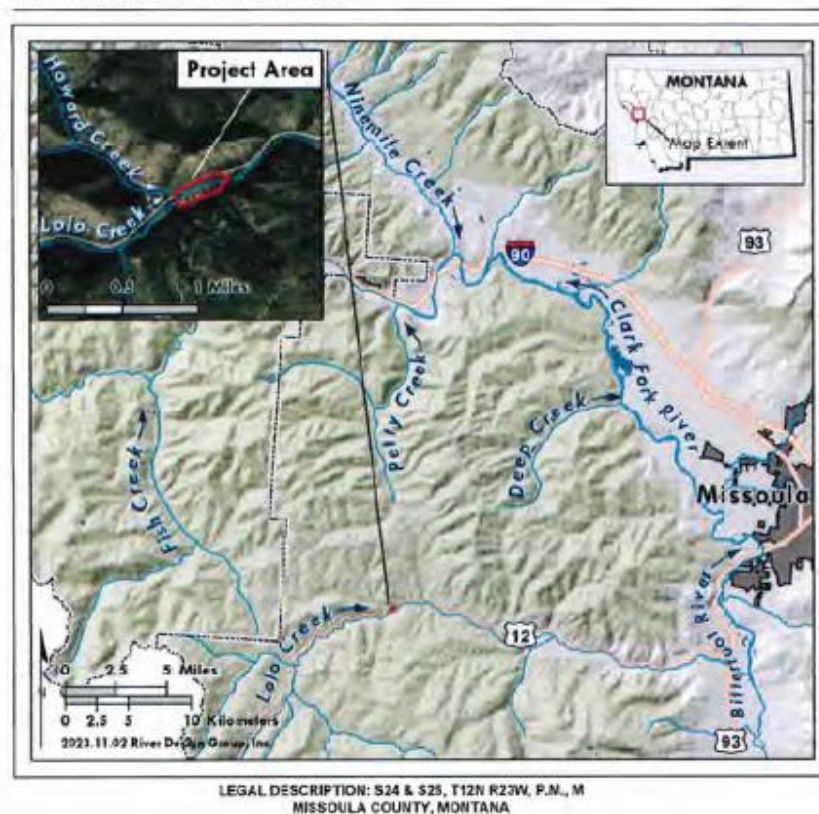 Project Area
Howard Creek
Lolo Creek
0 0.5 1 Miles
MONTANA
Map Extent
Ninemile Creek
93
90
Clark Fork River
Petty Creek
Deep Creek
Fish Creek
Missoula
Lolo Creek
12
Bitterroot River
0 2.5 5 Miles
0 2.5 5 10 Kilometers
2023.11.02 River Design Group, Inc.
93
LEGAL DESCRIPTION: S24 & S25, T12N R23W, P.N., M
MISSOULA COUNTY, MONTANA